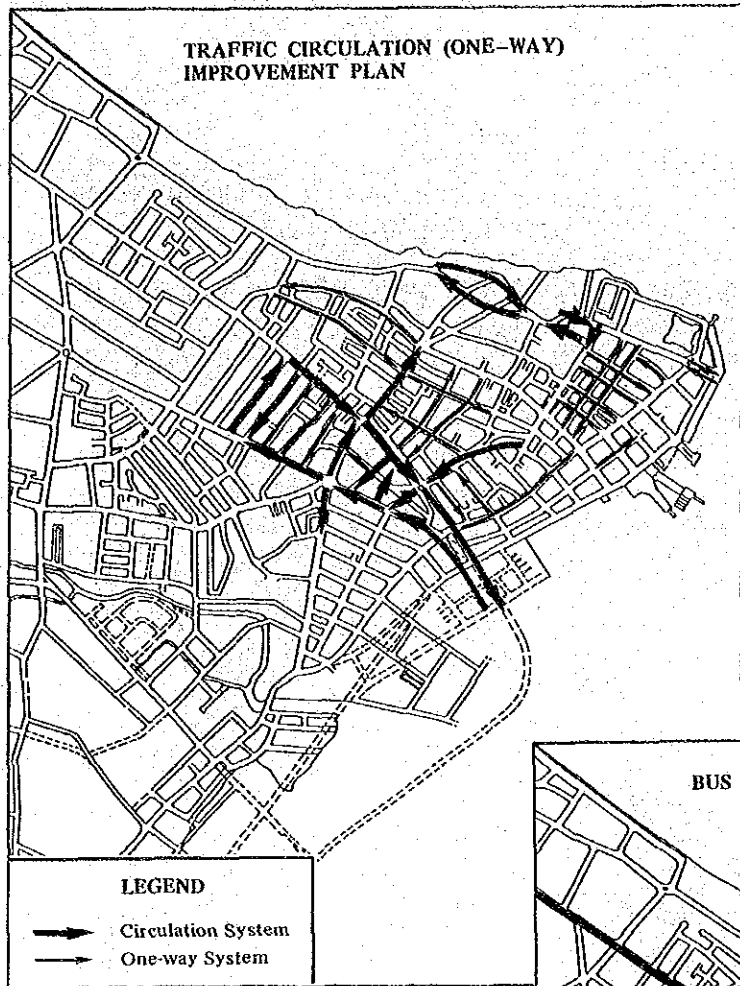 TRAFFIC CIRCULATION (ONE-WAY)
IMPROVEMENT PLAN
BUS
LEGEND
Circulation System
One-way System